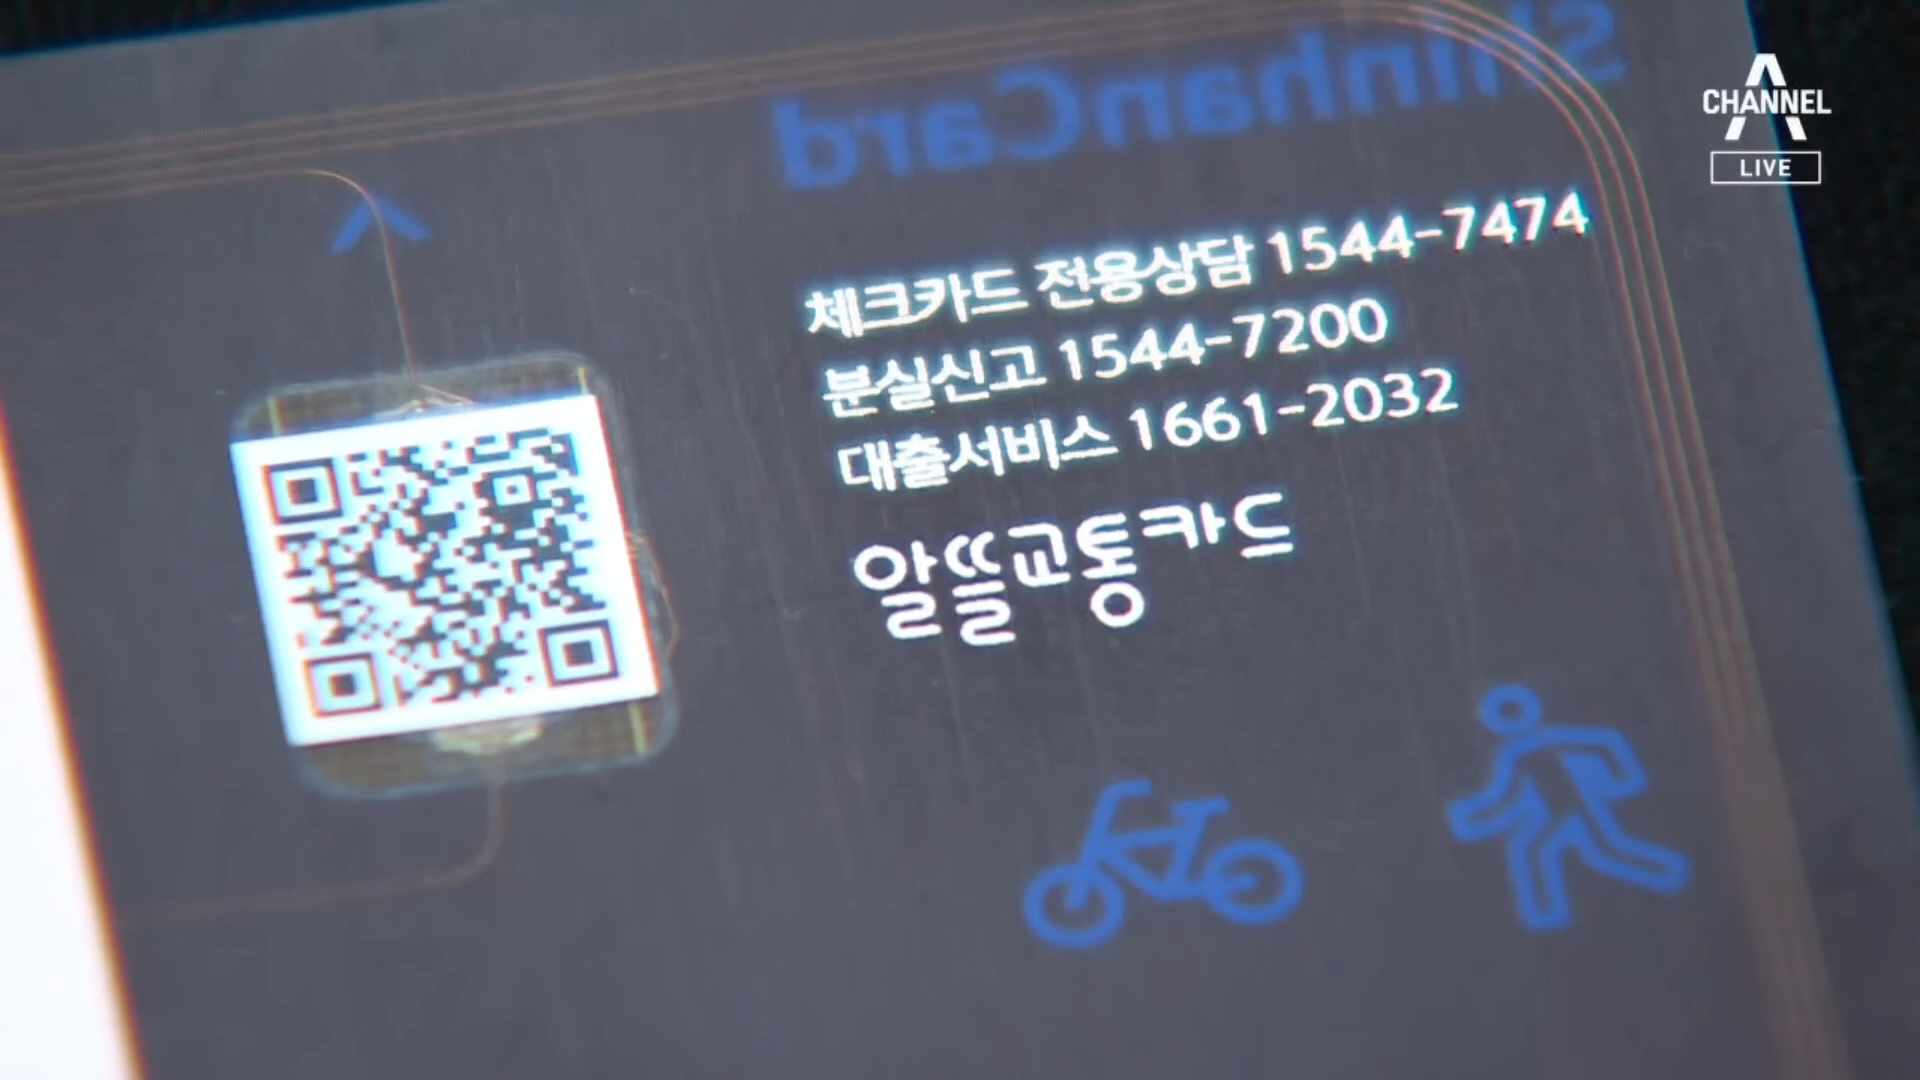 ShinhanCard
CHANNEL A
LIVE
체크카드 전용상담 1544-7474
분실신고 1544-7200
대출서비스 1661-2032
알뜰교통카드